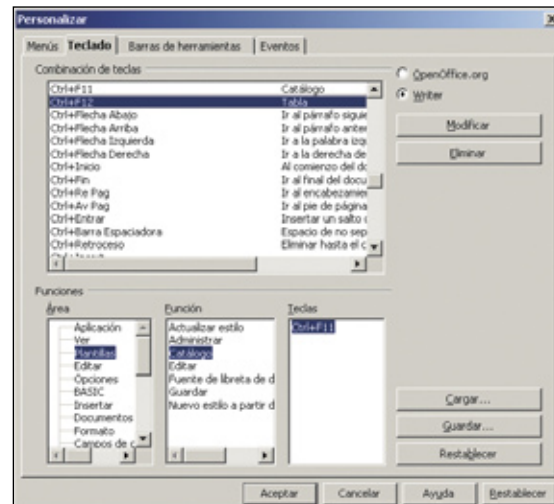 Personalizar
Menús Teclado Barras de herramientas Eventos
Combinación de teclas
Ctrl+F11 Catálogo
Ctrl+F12 Tabla
Ctrl+Flecha Abajo Ir al párrafo siguie
Ctrl+Flecha Arriba Ir al párrafo anter
Ctrl+Flecha Izquierda Ir a la palabra izq
Ctrl+Flecha Derecha Ir a la derecha de
Ctrl+Inicio Al comienzo del do
Ctrl+Fin Ir al final del docu
Ctrl+Re Pag Ir al encabezamie
Ctrl+Av Pag Ir al pie de página
Ctrl+Entrar Insertar un salto
Ctrl+Barra Espaciadora Espacio de no sep
Ctrl+Retroceso Eliminar hasta el c
OpenOffice.org
Writer
Modificar
Eliminar
Funciones
Área
Aplicación
Ver
Plantillas
Editar
Opciones
BASIC
Insertar
Documentos
Formato
Campos de c
Función
Actualizar estilo
Administrar
Catálogo
Editar
Fuente de libreta de d
Guardar
Nuevo estilo a partir d
Teclas
Ctrl+F11
Cargar...
Guardar...
Restablecer
Aceptar Cancelar Ayuda Restablecer